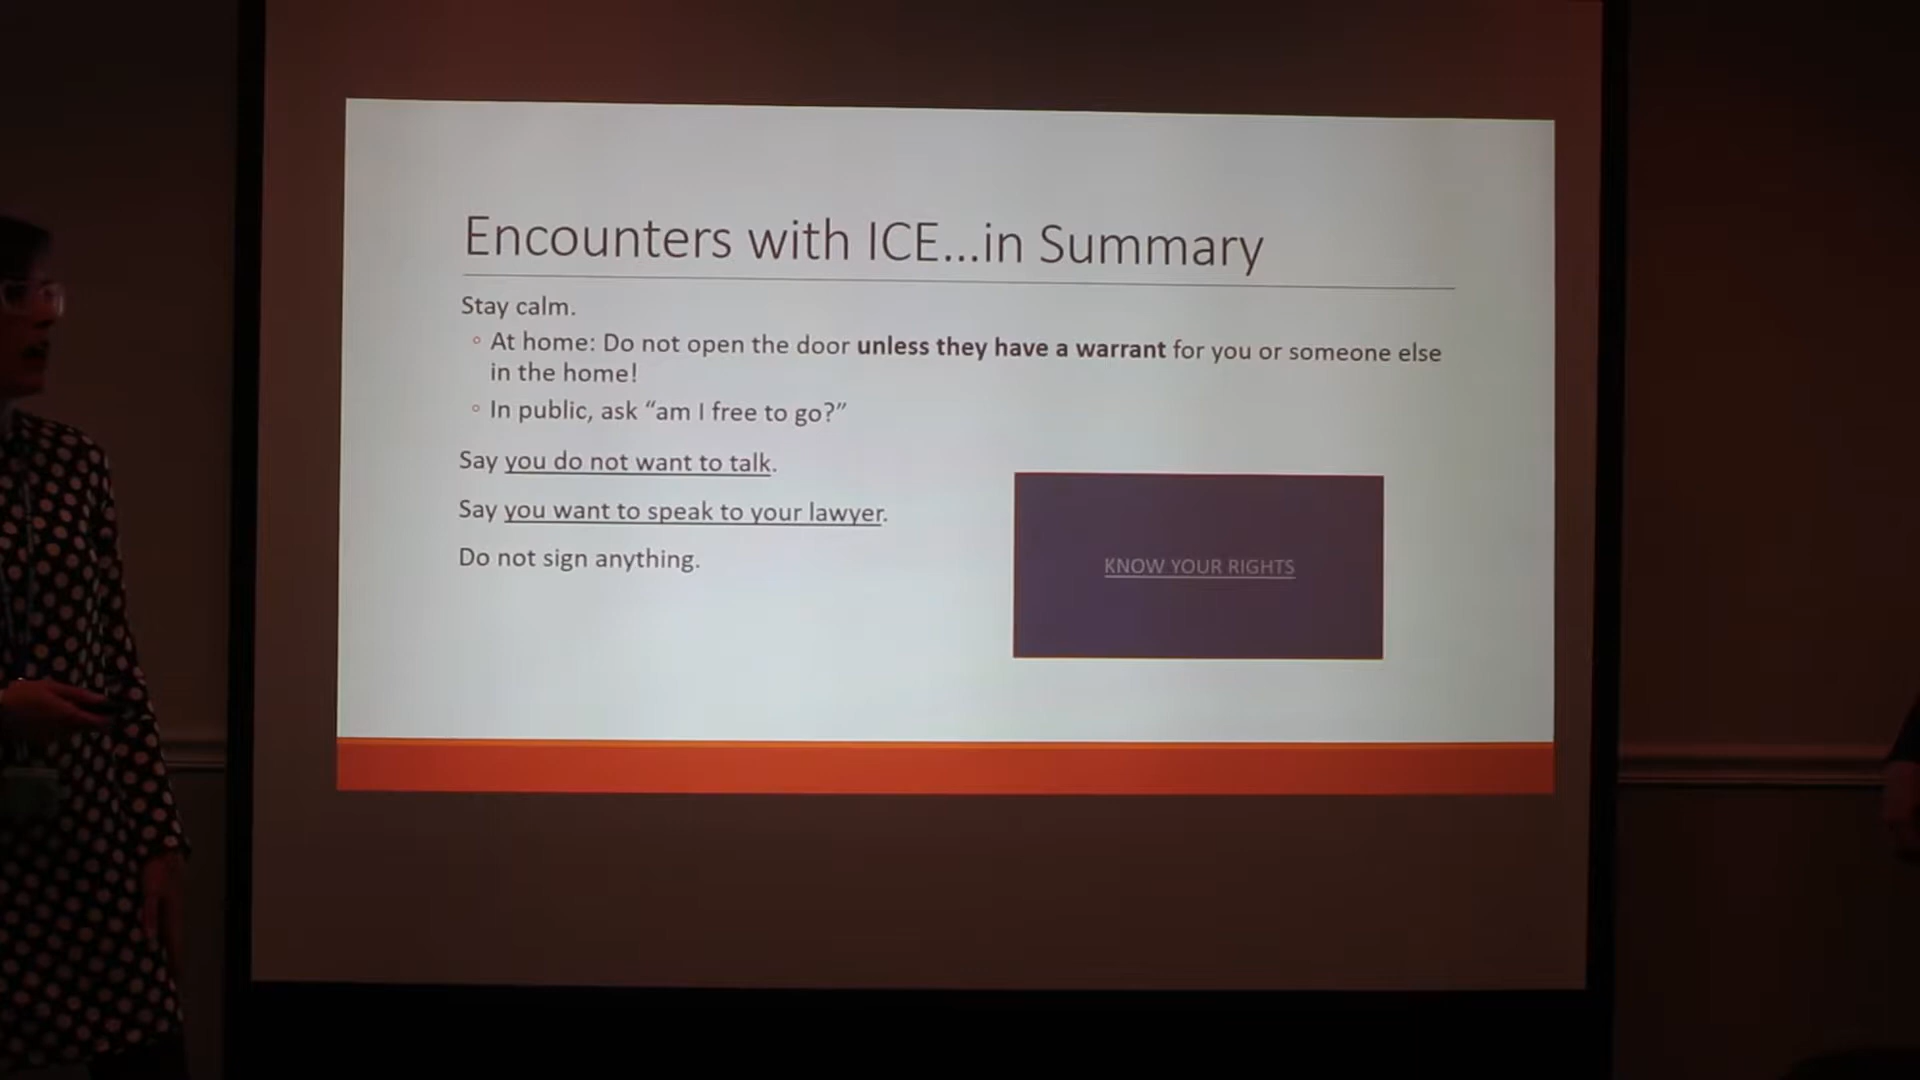 Encounters with ICE...in Summary
Stay calm.
◦ At home: Do not open the door unless they have a warrant for you or someone else
in the home!
◦ In public, ask “am I free to go?”
Say you do not want to talk.
Say you want to speak to your lawyer.
Do not sign anything.
KNOW YOUR RIGHTS